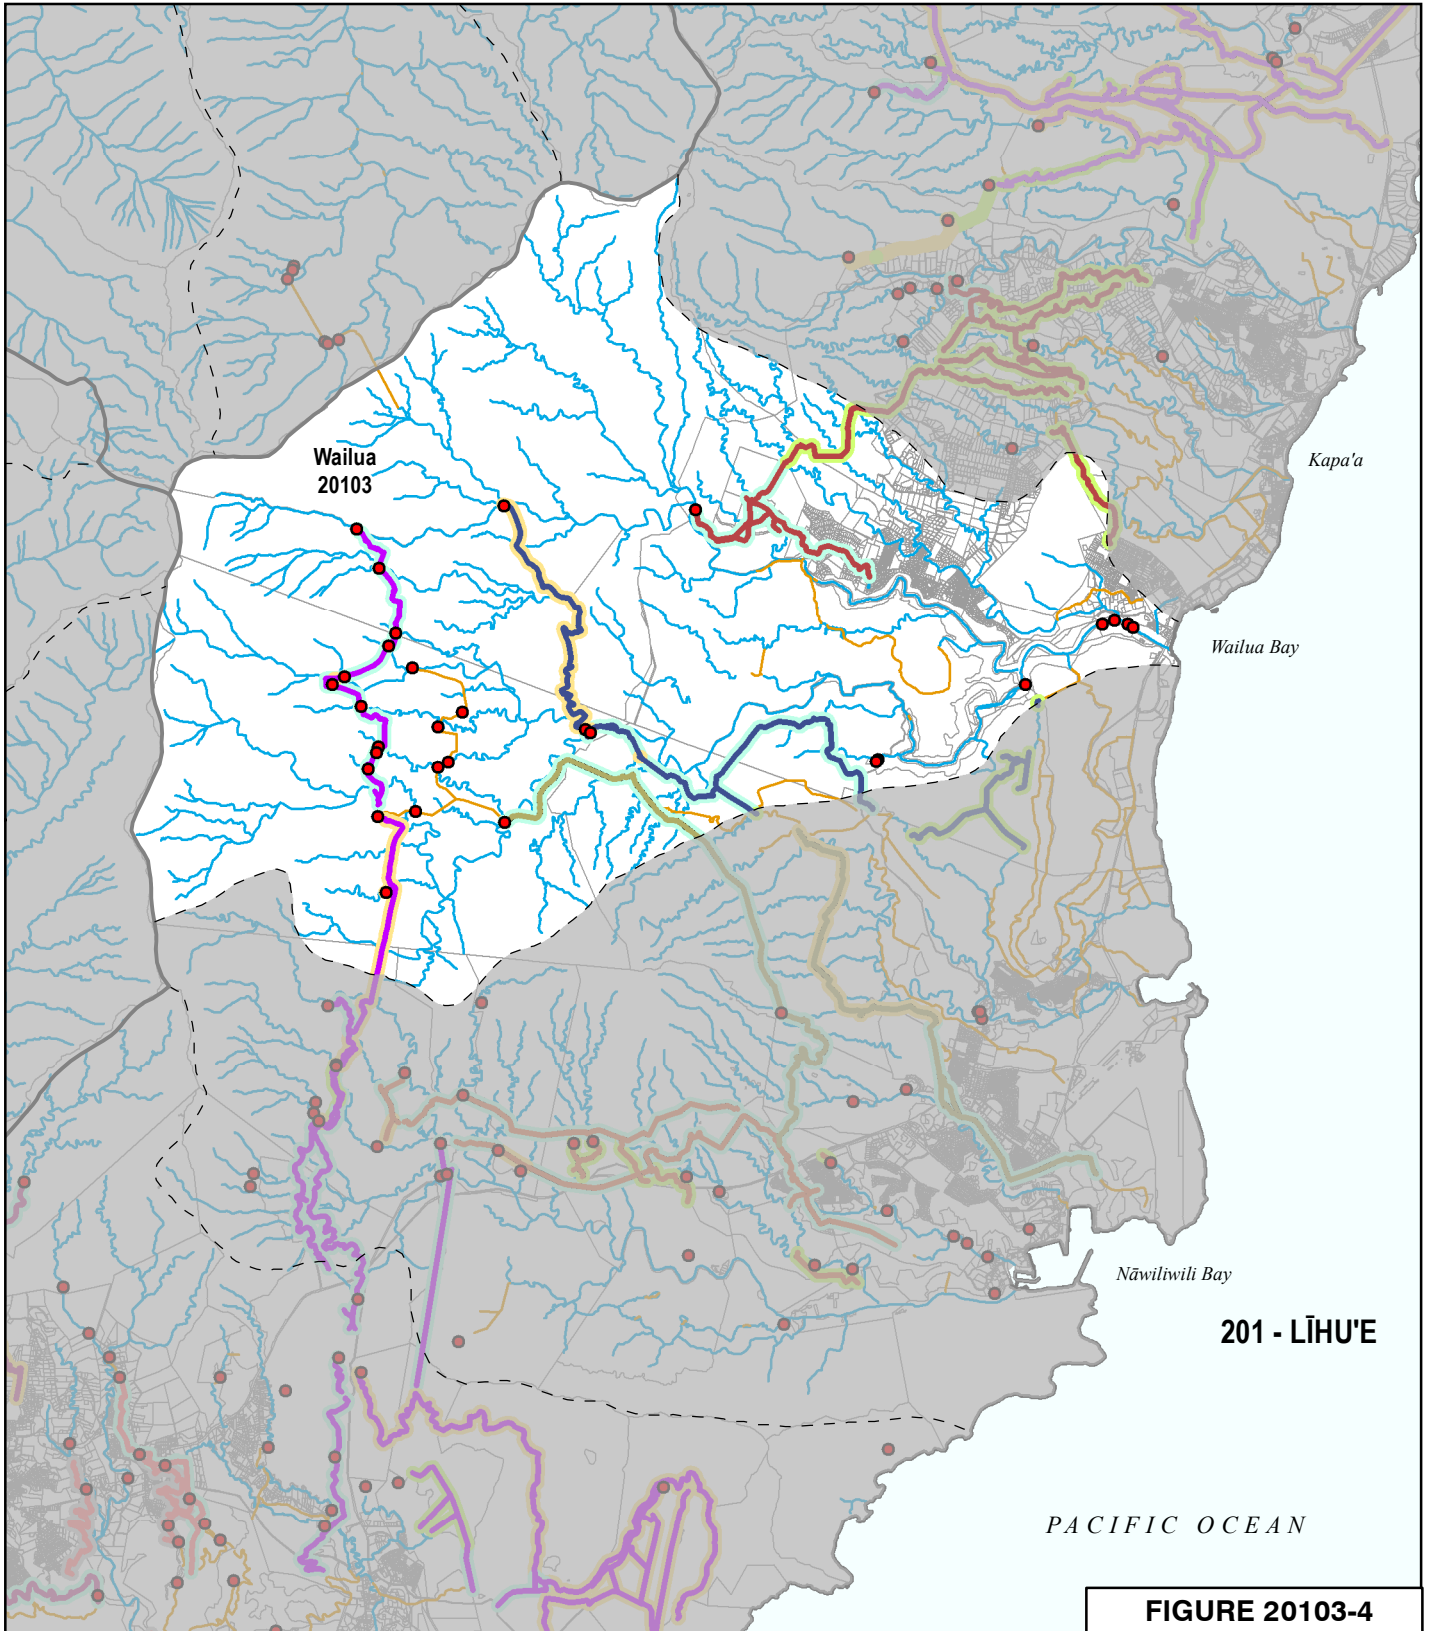 Wailua
20103
Kapa'a
Wailua Bay
Nāwiliwili Bay
201 - LĪHU'E
PACIFIC OCEAN
FIGURE 20103-4